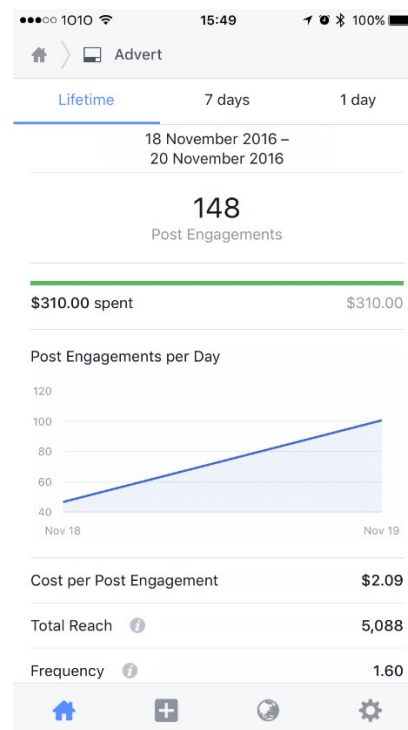 1010 15:49 100%
Advert
Lifetime 7 days 1 day
18 November 2016 –
20 November 2016
148
Post Engagements
$310.00 spent $310.00
Post Engagements per Day
120
100
80
60
40
Nov 18 Nov 19
Cost per Post Engagement $2.09
Total Reach 5,088
Frequency 1.60